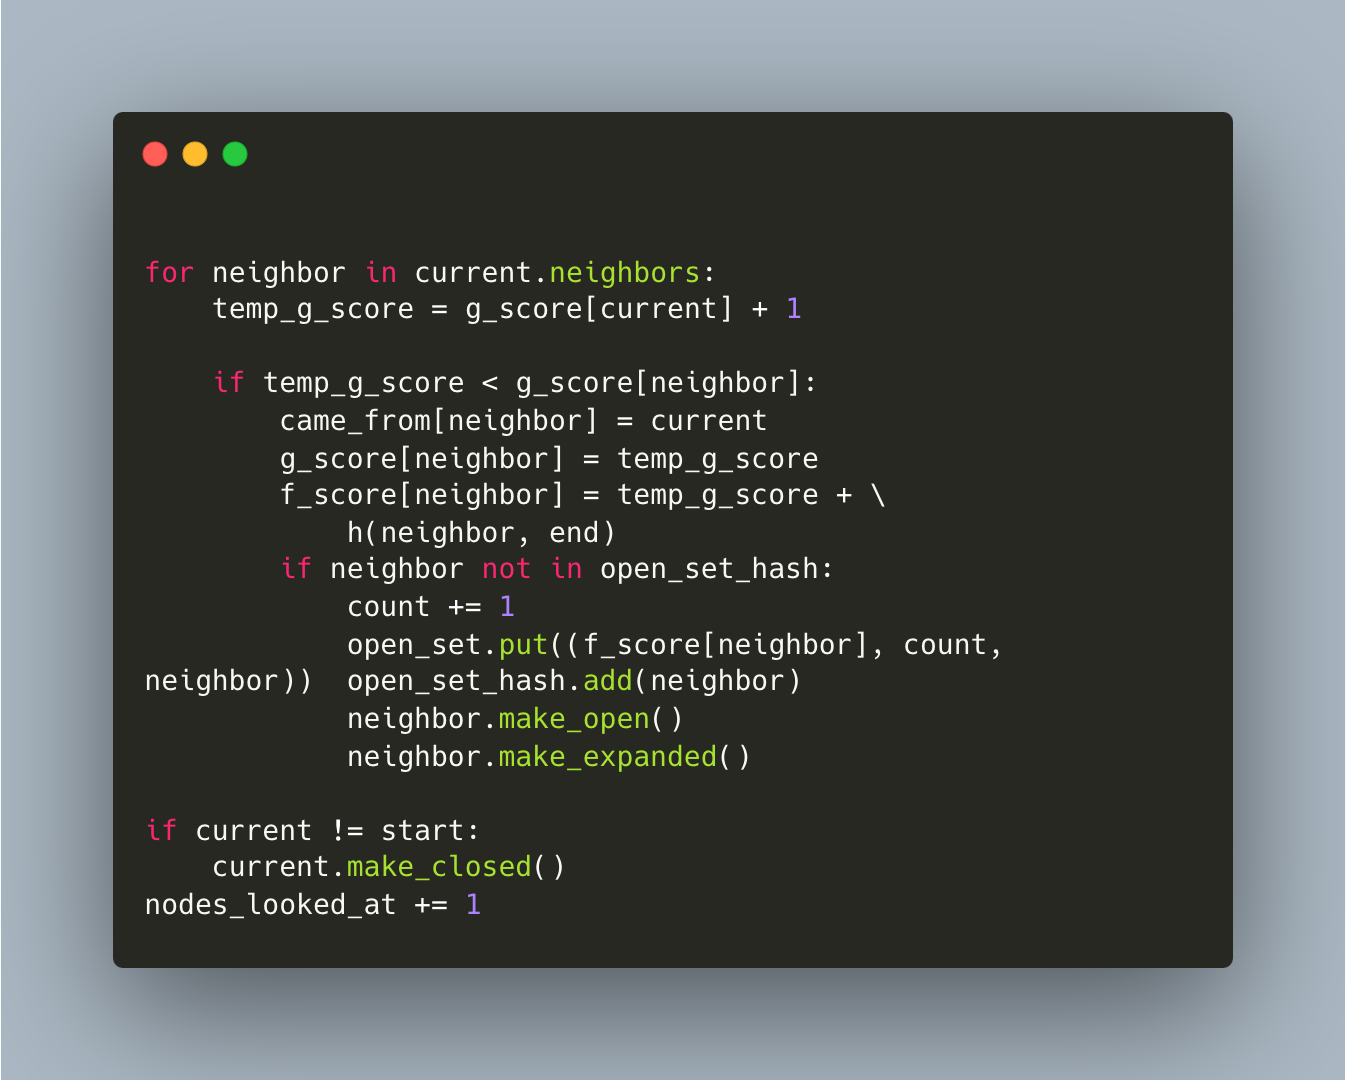 for neighbor in current.neighbors:
    temp_g_score = g_score[current] + 1

    if temp_g_score < g_score[neighbor]:
        came_from[neighbor] = current
        g_score[neighbor] = temp_g_score
        f_score[neighbor] = temp_g_score + \
            h(neighbor, end)
        if neighbor not in open_set_hash:
            count += 1
            open_set.put((f_score[neighbor], count,
neighbor))  open_set_hash.add(neighbor)
            neighbor.make_open()
            neighbor.make_expanded()

if current != start:
    current.make_closed()
nodes_looked_at += 1